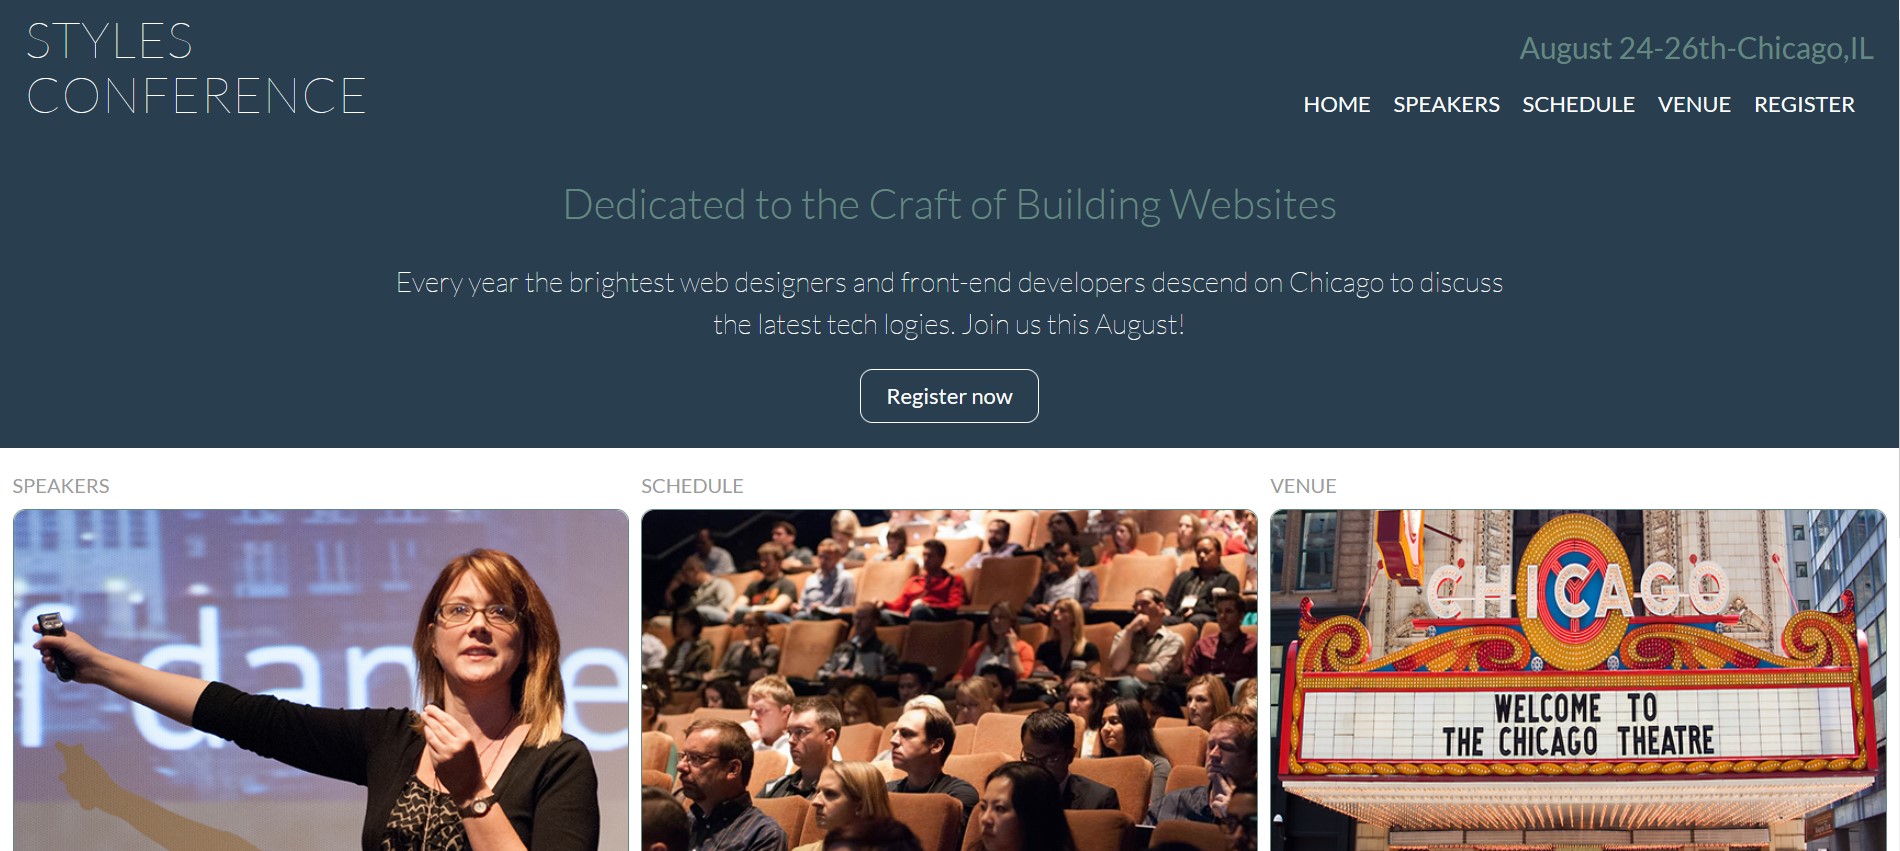 STYLES
CONFERENCE
August 24-26th-Chicago,IL
HOME SPEAKERS SCHEDULE VENUE REGISTER
Dedicated to the Craft of Building Websites
Every year the brightest web designers and front-end developers descend on Chicago to discuss
the latest tech logies. Join us this August!
Register now
SPEAKERS SCHEDULE VENUE
f dan e
CHICAGO
WELCOME TO
THE CHICAGO THEATRE